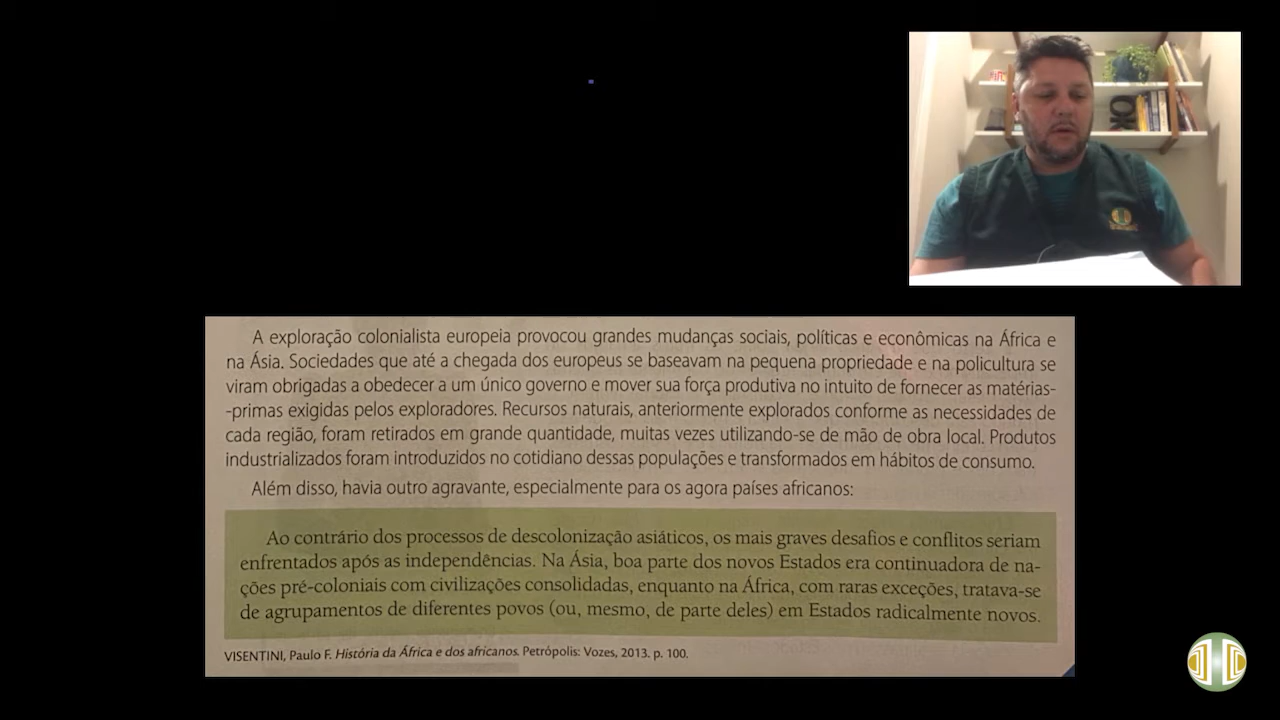 A exploração colonialista europeia provocou grandes mudanças sociais, políticas e econômicas na África e
na Ásia. Sociedades que até a chegada dos europeus se baseavam na pequena propriedade e na policultura se
viram obrigadas a obedecer a um único governo e mover sua força produtiva no intuito de fornecer as matérias-
-primas exigidas pelos exploradores. Recursos naturais, anteriormente explorados conforme as necessidades de
cada região, foram retirados em grande quantidade, muitas vezes utilizando-se de mão de obra local. Produtos
industrializados foram introduzidos no cotidiano dessas populações e transformados em hábitos de consumo.
Além disso, havia outro agravante, especialmente para os agora países africanos:
Ao contrário dos processos de descolonização asiáticos, os mais graves desafios e conflitos seriam
enfrentados após as independências. Na Ásia, boa parte dos novos Estados era continuadora de na-
ções pré-coloniais com civilizações consolidadas, enquanto na África, com raras exceções, tratava-se
de agrupamentos de diferentes povos (ou, mesmo, de parte deles) em Estados radicalmente novos.
VISENTINI, Paulo F. História da África e dos africanos. Petrópolis: Vozes, 2013. p. 100.